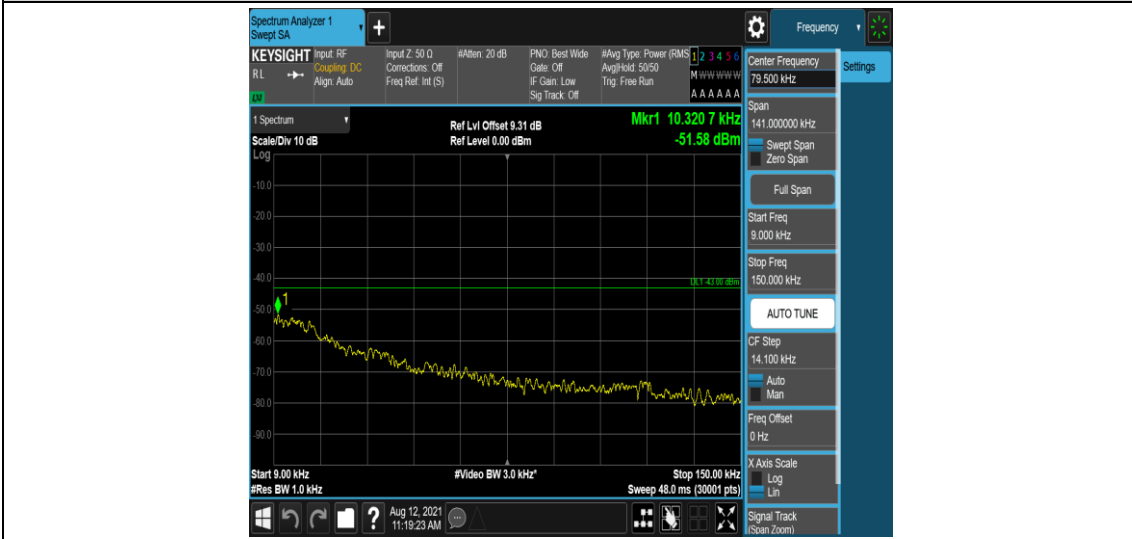 Spectrum Analyzer 1
Swept SA
Frequency
KEYSIGHT
RL
Input: RF
Coupling: DC
Align: Auto
Input Z: 50 Ω
Corrections: Off
Freq Ref: Int (S)
#Atten: 20 dB
PNO: Best Wide
Gate: Off
IF Gain: Low
Sig Track: Off
#Avg Type: Power (RMS
Avg|Hold: 50/50
Trig: Free Run
1 2 3 4 5 6
M W W W W W
A A A A A A
1 Spectrum
Scale/Div 10 dB
Ref Lvl Offset 9.31 dB
Ref Level 0.00 dBm
Mkr1 10.320 7 kHz
-51.58 dBm
Log
-10.0
-20.0
-30.0
-40.0
-50.0
-60.0
-70.0
-80.0
-90.0
DL1 -43.00 dBm
1
Start 9.00 kHz
#Res BW 1.0 kHz
#Video BW 3.0 kHz*
Stop 150.00 kHz
Sweep 48.0 ms (30001 pts)
Aug 12, 2021
11:19:23 AM
Center Frequency
79.500 kHz
Settings
Span
141.000000 kHz
Swept Span
Zero Span
Full Span
Start Freq
9.000 kHz
Stop Freq
150.000 kHz
AUTO TUNE
CF Step
14.100 kHz
Auto
Man
Freq Offset
0 Hz
X Axis Scale
Log
Lin
Signal Track
(Span Zoom)